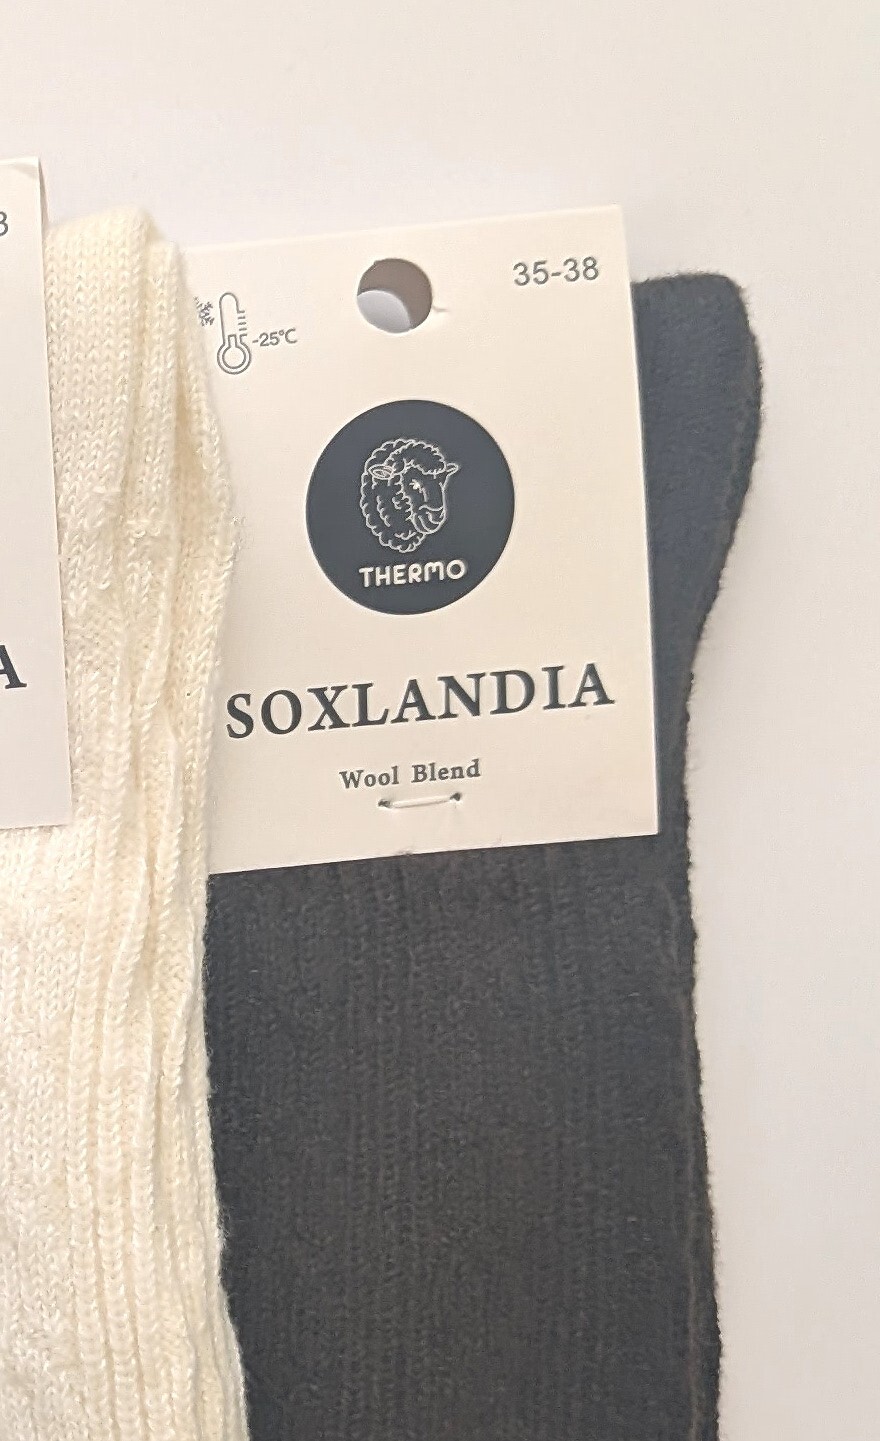 35-38
-25°C
THERMO
SOXLANDIA
Wool Blend